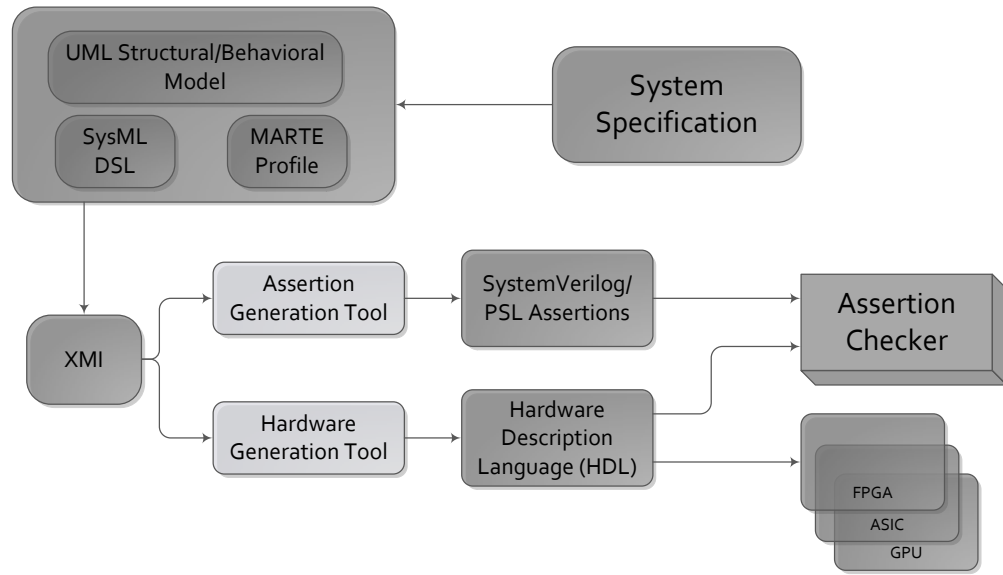 UML Structural/Behavioral
Model
SysML
DSL
MARTE
Profile
System
Specification
Assertion
Generation Tool
SystemVerilog/
PSL Assertions
Assertion
Checker
XMI
Hardware
Generation Tool
Hardware
Description
Language (HDL)
FPGA
ASIC
GPU